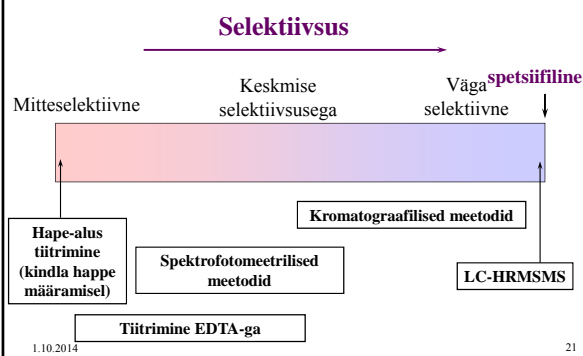 Selektiivsus
Mitteselektiivne
Keskmise
selektiivsusega
Väga
selektiivne
spetsiifiline
Hape-alus
tiitrimine
(kindla happe
määramisel)
Spektrofotomeetrilised
meetodid
Kromatograafilised meetodid
LC-HRMSMS
Tiitrimine EDTA-ga
1.10.2014
21